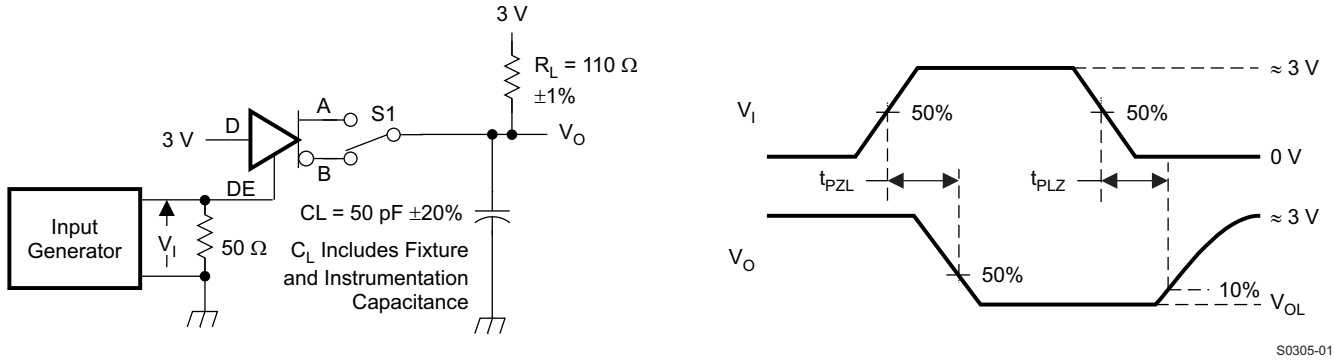 3 V
R_L = 110 Ω
±1%
A
S1
3 V
D
V_O
B
DE
Input
Generator
V_I
50 Ω
CL = 50 pF ±20%
C_L Includes Fixture
and Instrumentation
Capacitance
≈ 3 V
V_I
50%
50%
0 V
t_PZL
t_PLZ
≈ 3 V
V_O
50%
10%
V_OL
S0305-01